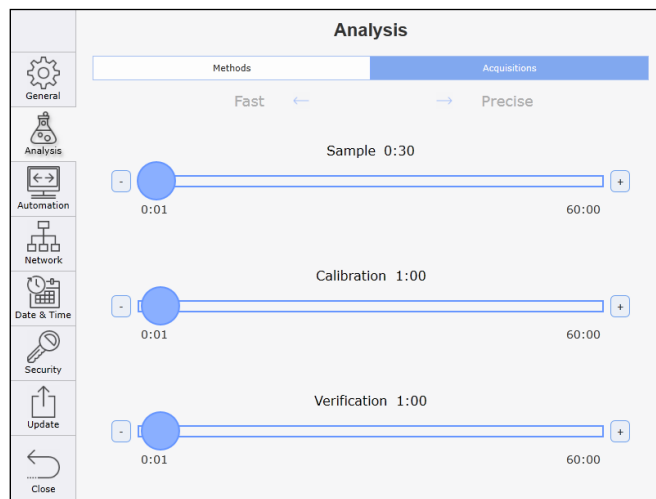 Analysis
General
Analysis
Automation
Network
Date & Time
Security
Update
Close
Methods
Acquisitions
Fast ← → Precise
Sample 0:30
- +
0:01 60:00
Calibration 1:00
- +
0:01 60:00
Verification 1:00
- +
0:01 60:00